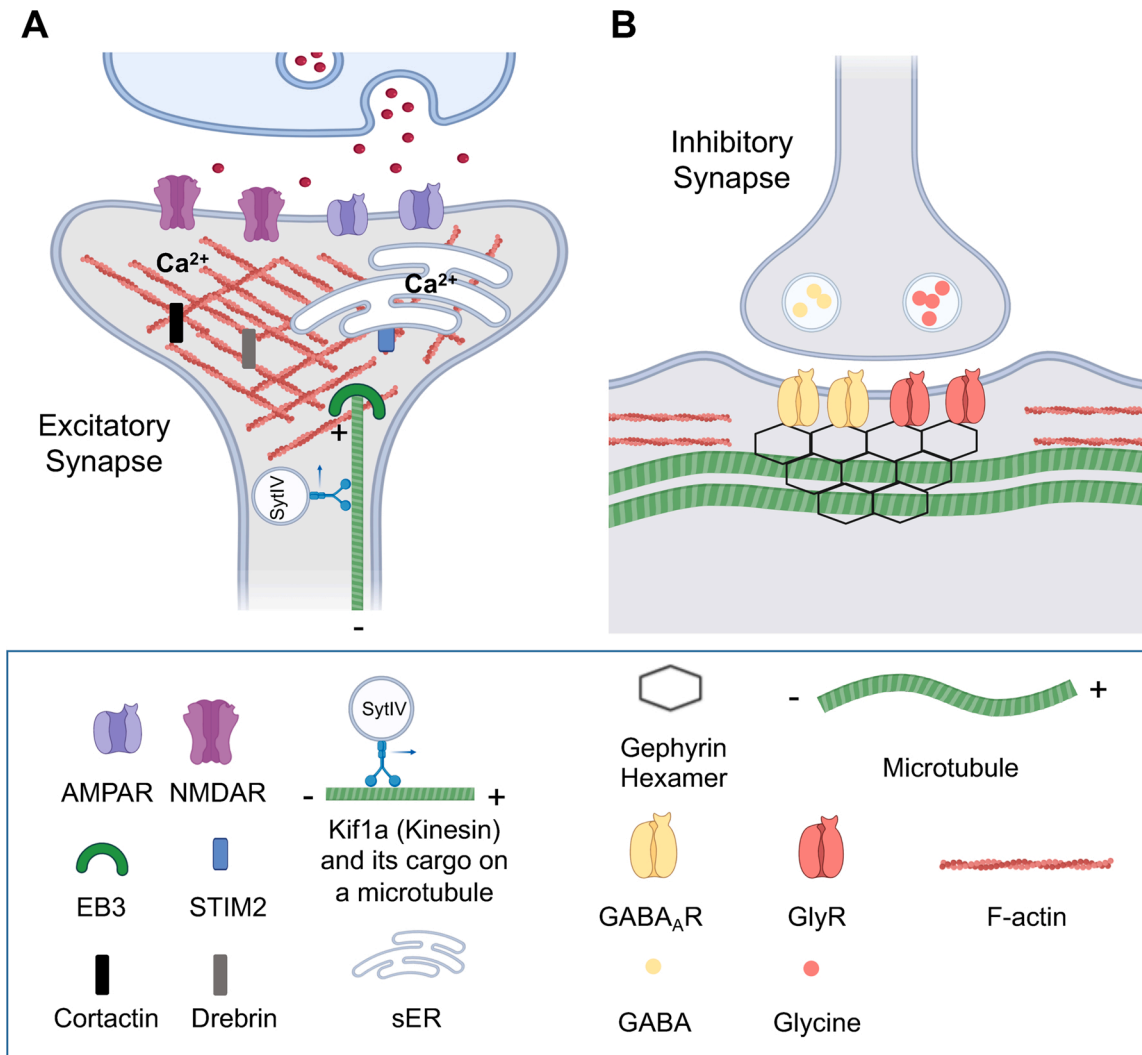 A
B
Inhibitory
Synapse
Ca²⁺
Ca²⁺
Excitatory
Synapse
+
SytIV
-
SytIV
-
+
AMPAR
NMDAR
-
+
Kif1a (Kinesin)
and its cargo on
a microtubule
Gephyrin
Hexamer
Microtubule
EB3
STIM2
GABA_AR
GlyR
F-actin
Cortactin
Drebrin
sER
GABA
Glycine